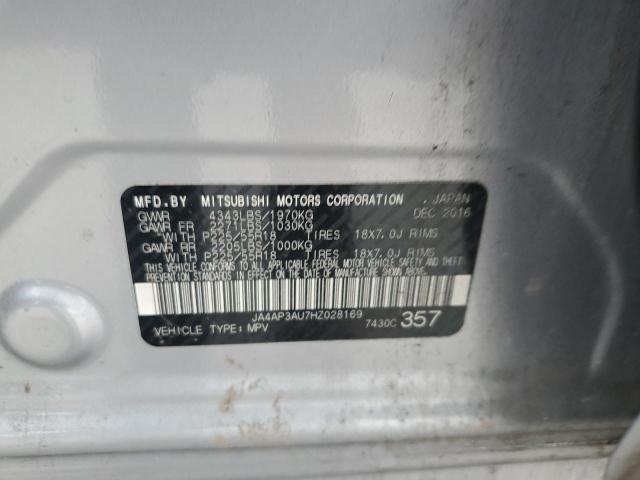 MFD.BY MITSUBISHI MOTORS CORPORATION . JAPAN
GVWR 4343LBS/1970KG DEC 2016
GAWR FR 2271LBS/1030KG
WITH P225/55R18 TIRES 18X7.0J RIMS
GAWR RR 2205LBS/1000KG
WITH P225/55R18 TIRES 18X7.0J RIMS
THIS VEHICLE CONFORMS TO ALL APPLICABLE FEDERAL MOTOR VEHICLE SAFETY AND THEFT
PREVENTION STANDARDS IN EFFECT ON THE DATE OF MANUFACTURE SHOWN ABOVE.
JA4AP3AU7HZ028169
VEHICLE TYPE: MPV 7430C 357